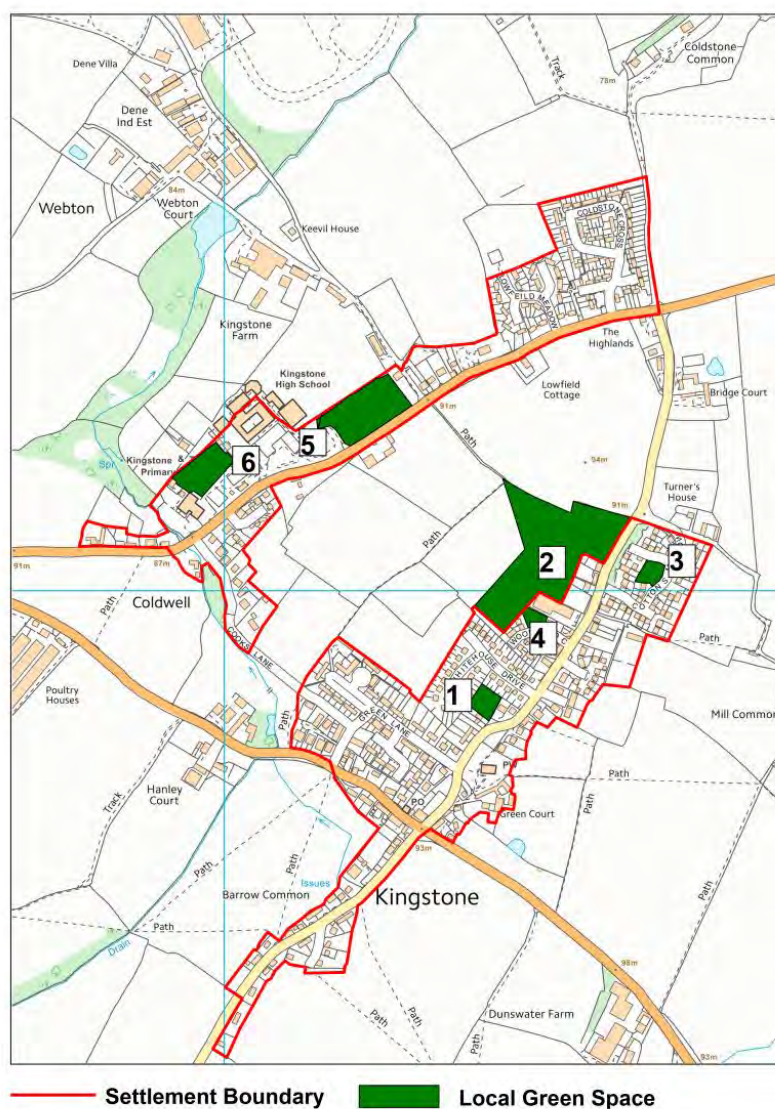 Coldstone
Common
Track
78m
Dene Villa
Dene
Ind Est
84m
Webton
Webton
Court
Keevil House
COLDSTONE CROSS
Kingstone
Farm
Kingstone
High School
The
Highlands
Lowfield
Cottage
91m
Bridge Court
5
Path
94m
Kingstone &
Primary
6
Spr
Turner's
House
91m
Path
2
3
91m
87m
Path
Coldwell
COOKS LANE
4
Path
WHITEHOUSE DRIVE
1
Poultry
Houses
GREEN LANE
Path
Mill Common
Hanley
Court
PW
Path
Track
PO
Green Court
Path
93m
Path
Path
Issues
Barrow Common
Kingstone
Path
Drain
Path
98m
Path
Path
Dunswater Farm
93m
Settlement Boundary
Local Green Space